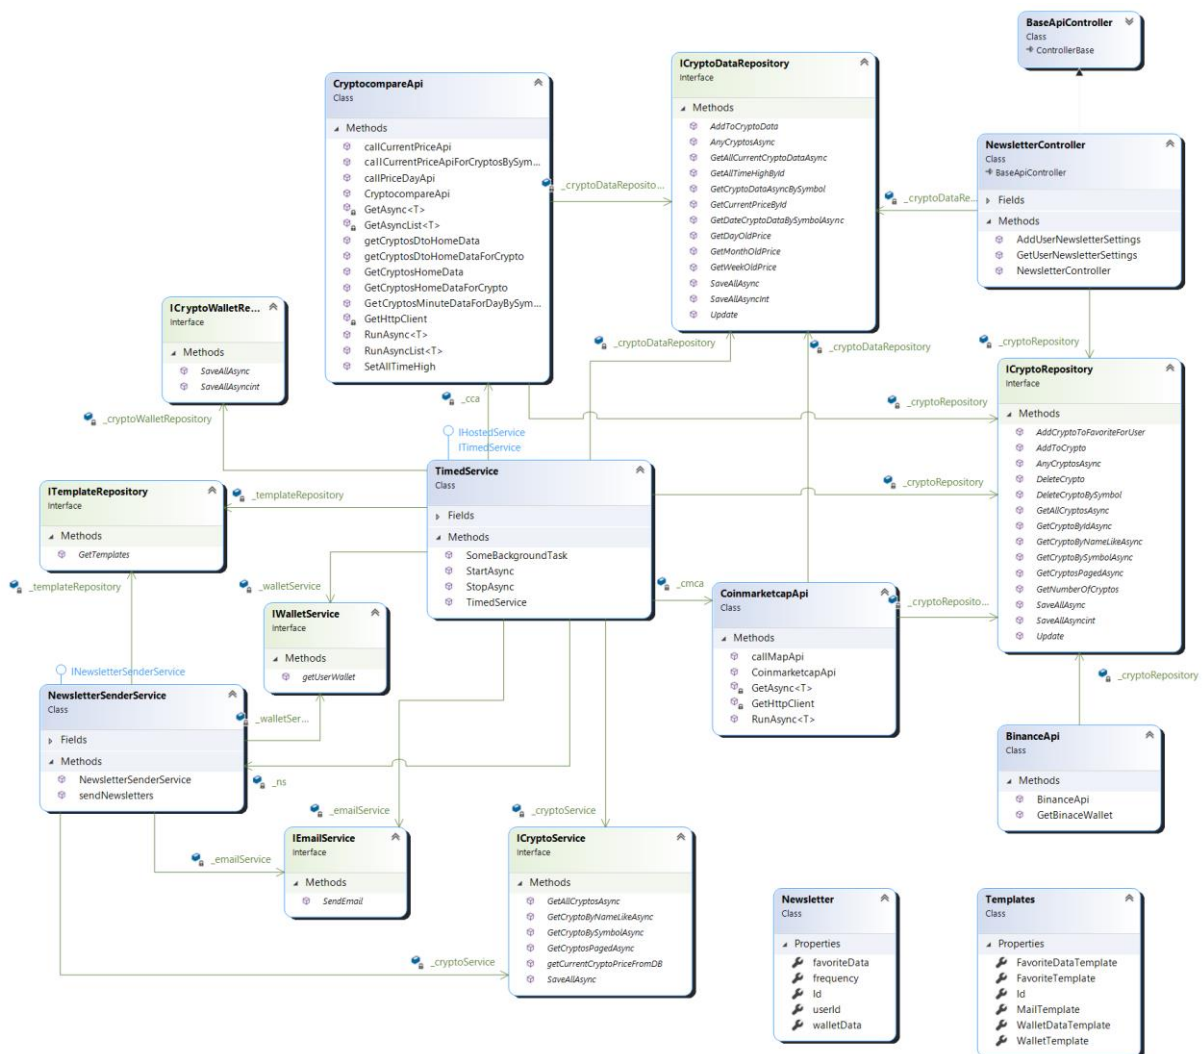 BaseApiController
Class
ControllerBase
CryptocompareApi
Class
Methods
callCurrentPriceApi
callCurrentPriceApiForCryptosBySym...
callPriceDayApi
CryptocompareApi
GetAsync<T>
GetAsyncList<T>
getCryptosDtoHomeData
getCryptosDtoHomeDataForCrypto
GetCryptosHomeData
GetCryptosHomeDataForCrypto
GetCryptosMinuteDataForDayBySym...
GetHttpClient
RunAsync<T>
RunAsyncList<T>
SetAllTimeHigh
_cryptoDataReposito...
ICryptoDataRepository
Interface
Methods
AddToCryptoData
AnyCryptosAsync
GetAllCurrentCryptoDataAsync
GetAllTimeHighById
GetCryptoDataAsyncBySymbol
GetCurrentPriceById
GetDateCryptoDataBySymbolAsync
GetDayOldPrice
GetMonthOldPrice
GetWeekOldPrice
SaveAllAsync
SaveAllAsyncInt
Update
_cryptoDataRe...
NewsletterController
Class
BaseApiController
Fields
Methods
AddUserNewsletterSettings
GetUserNewsletterSettings
NewsletterController
ICryptoWalletRe...
Interface
Methods
SaveAllAsync
SaveAllAsyncint
_cryptoWalletRepository
_cca
_cryptoDataRepository
_cryptoDataRepository
_cryptoRepository
_cryptoRepository
ICryptoRepository
Interface
Methods
AddCryptoToFavoriteForUser
AddToCrypto
AnyCryptosAsync
DeleteCrypto
DeleteCryptoBySymbol
GetAllCryptosAsync
GetCryptoByIdAsync
GetCryptoByNameLikeAsync
GetCryptoBySymbolAsync
GetCryptosPagedAsync
GetNumberOfCryptos
SaveAllAsync
SaveAllAsyncint
Update
IHostedService
ITimedService
TimedService
Class
Fields
Methods
SomeBackgroundTask
StartAsync
StopAsync
TimedService
_cryptoRepository
ITemplateRepository
Interface
Methods
GetTemplates
_templateRepository
_templateRepository
_walletService
IWalletService
Interface
Methods
getUserWallet
_cmca
CoinmarketcapApi
Class
Methods
callMapApi
CoinmarketcapApi
GetAsync<T>
GetHttpClient
RunAsync<T>
_cryptoReposito...
_cryptoRepository
INewsletterSenderService
NewsletterSenderService
Class
Fields
Methods
NewsletterSenderService
sendNewsletters
_walletSer...
_ns
BinanceApi
Class
Methods
BinanceApi
GetBinaceWallet
_emailService
_cryptoService
_emailService
IEmailService
Interface
Methods
SendEmail
ICryptoService
Interface
Methods
GetAllCryptosAsync
GetCryptoByNameLikeAsync
GetCryptoBySymbolAsync
GetCryptosPagedAsync
getCurrentCryptoPriceFromDB
SaveAllAsync
_cryptoService
Newsletter
Class
Properties
favoriteData
frequency
Id
userId
walletData
Templates
Class
Properties
FavoriteDataTemplate
FavoriteTemplate
Id
MailTemplate
WalletDataTemplate
WalletTemplate